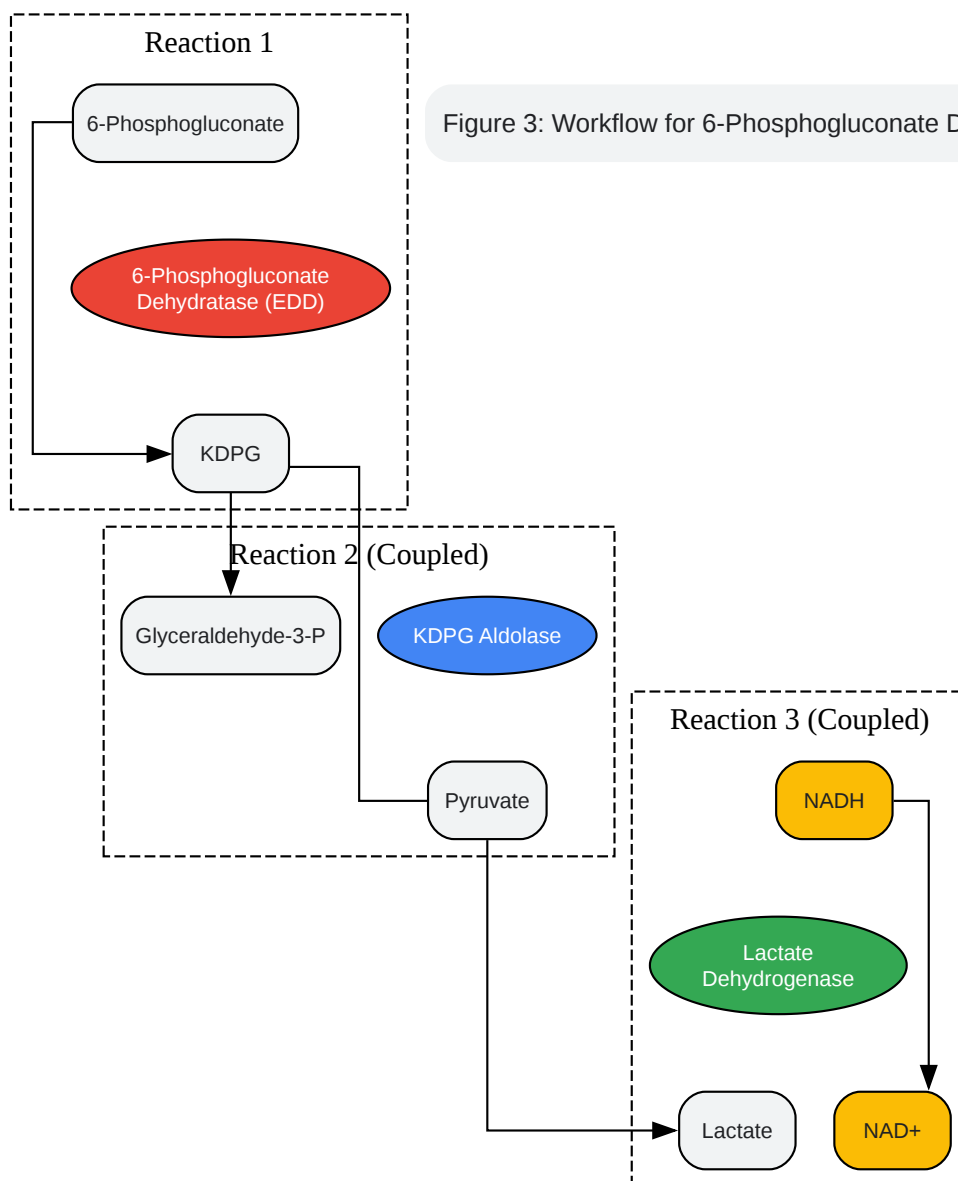 Reaction 1
6-Phosphogluconate
Figure 3: Workflow for 6-Phosphogluconate
6-Phosphogluconate
Dehydratase (EDD)
KDPG
Reaction 2 (Coupled)
Glyceraldehyde-3-P
KDPG Aldolase
Reaction 3 (Coupled)
Pyruvate
NADH
Lactate
Dehydrogenase
Lactate
NAD+